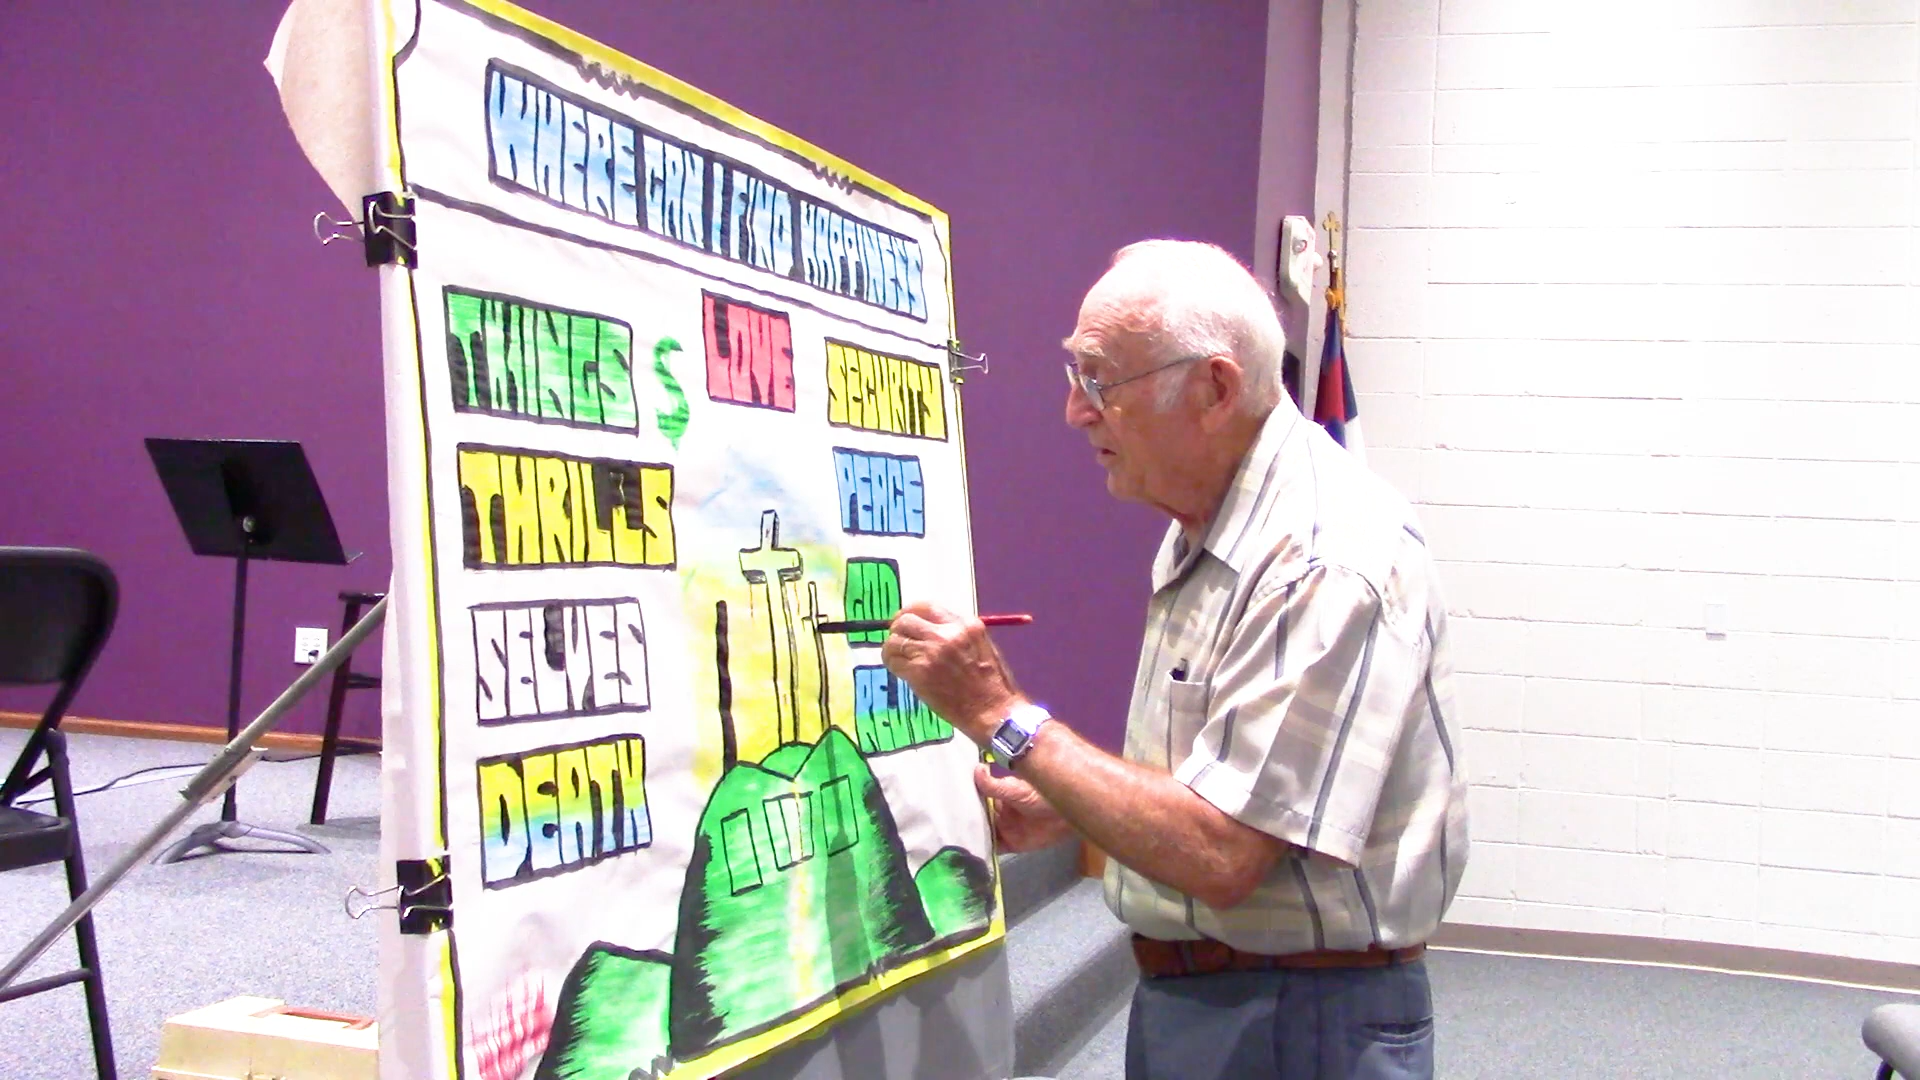 WHERE CAN I FIND HAPPINESS
THINGS $ LOVE SECURITY
THRILLS PEACE
SELVES GOD
DEATH